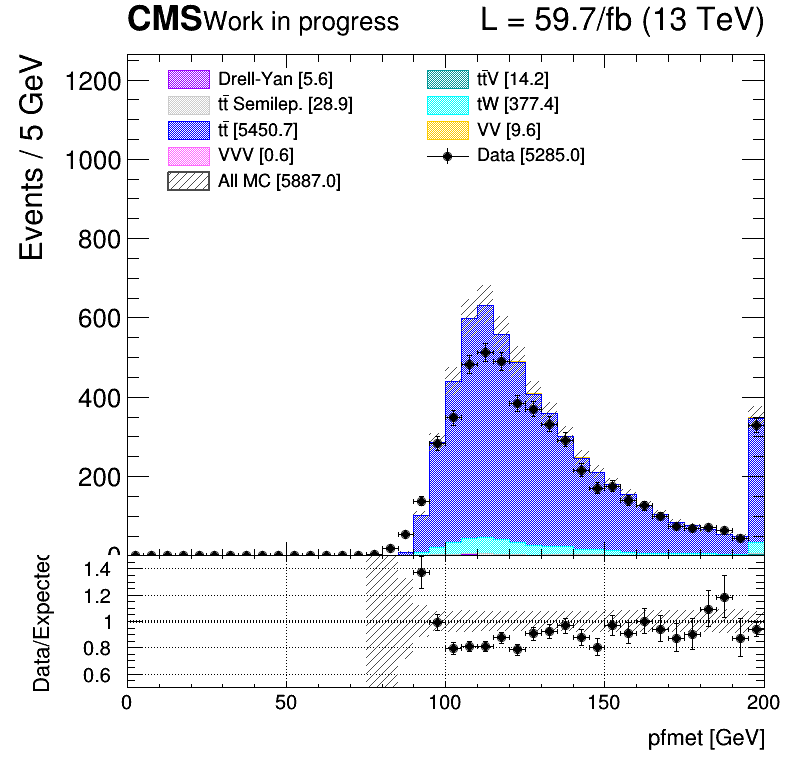 CMS Work in progress L = 59.7/fb (13 TeV)
Events / 5 GeV
1200
1000
800
600
400
200
0
Drell-Yan [5.6]
tt̄ Semilep. [28.9]
tt̄ [5450.7]
VVV [0.6]
All MC [5887.0]
tt̄V [14.2]
tW [377.4]
VV [9.6]
Data [5285.0]
Data/Expected
1.4
1.2
1
0.8
0.6
0 50 100 150 200
pfmet [GeV]